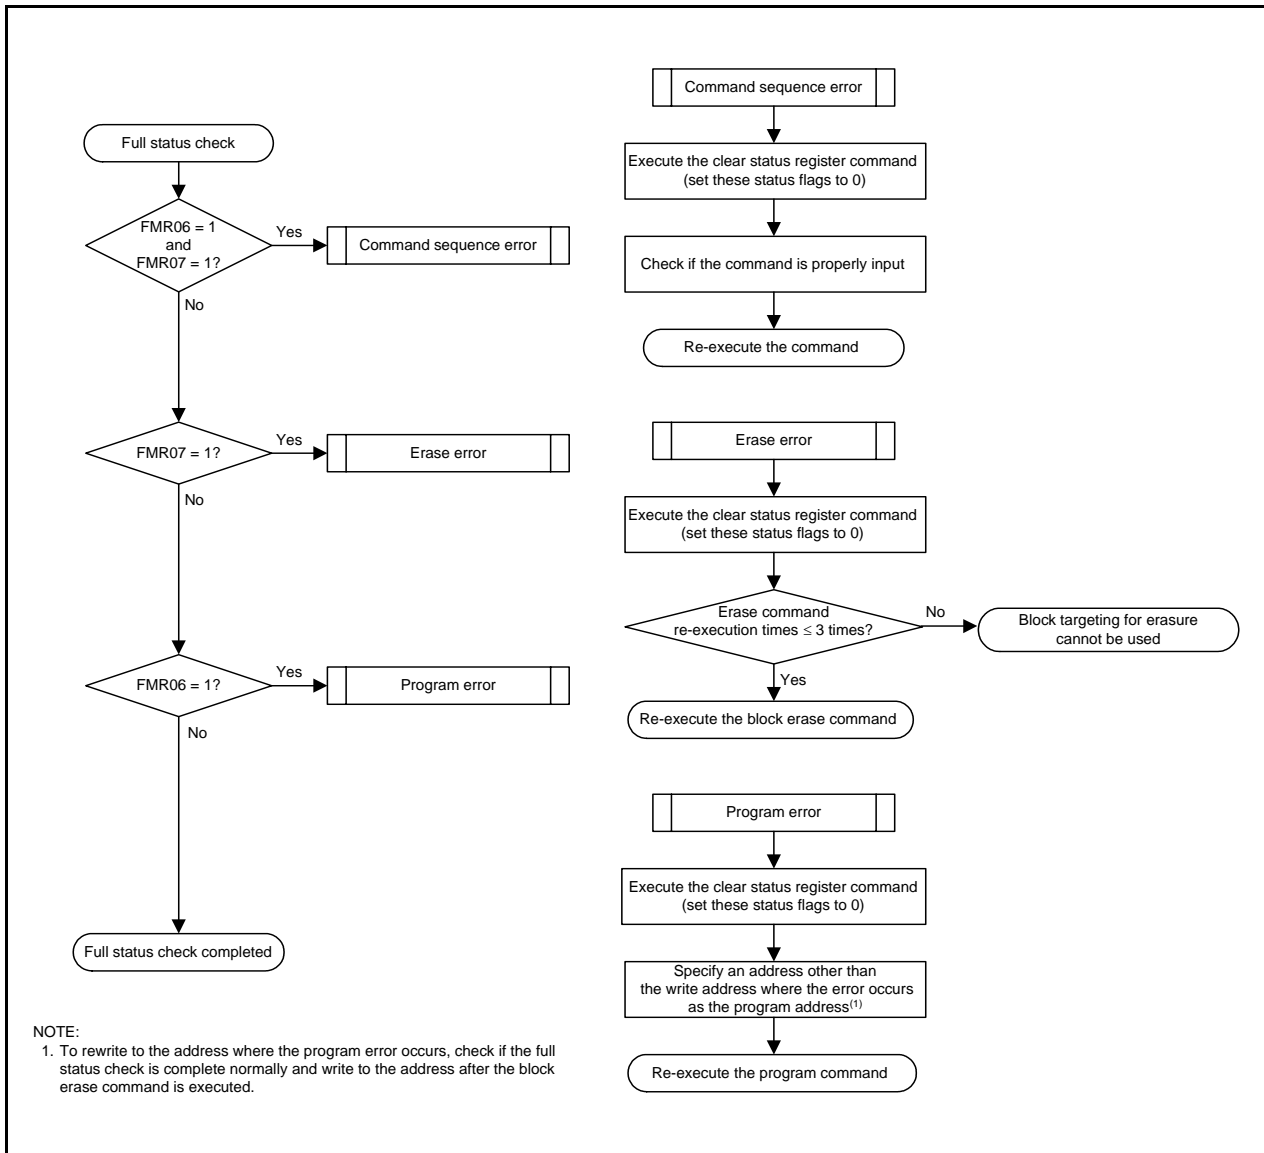 Full status check
FMR06 = 1
and
FMR07 = 1?
Yes
Command sequence error
No
FMR07 = 1?
Yes
Erase error
No
FMR06 = 1?
Yes
Program error
No
Full status check completed
Command sequence error
Execute the clear status register command
(set these status flags to 0)
Check if the command is properly input
Re-execute the command
Erase error
Execute the clear status register command
(set these status flags to 0)
Erase command
re-execution times ≤ 3 times?
No
Block targeting for erasure
cannot be used
Yes
Re-execute the block erase command
Program error
Execute the clear status register command
(set these status flags to 0)
Specify an address other than
the write address where the error occurs
as the program address(1)
Re-execute the program command
NOTE:
1. To rewrite to the address where the program error occurs, check if the full
status check is complete normally and write to the address after the block
erase command is executed.